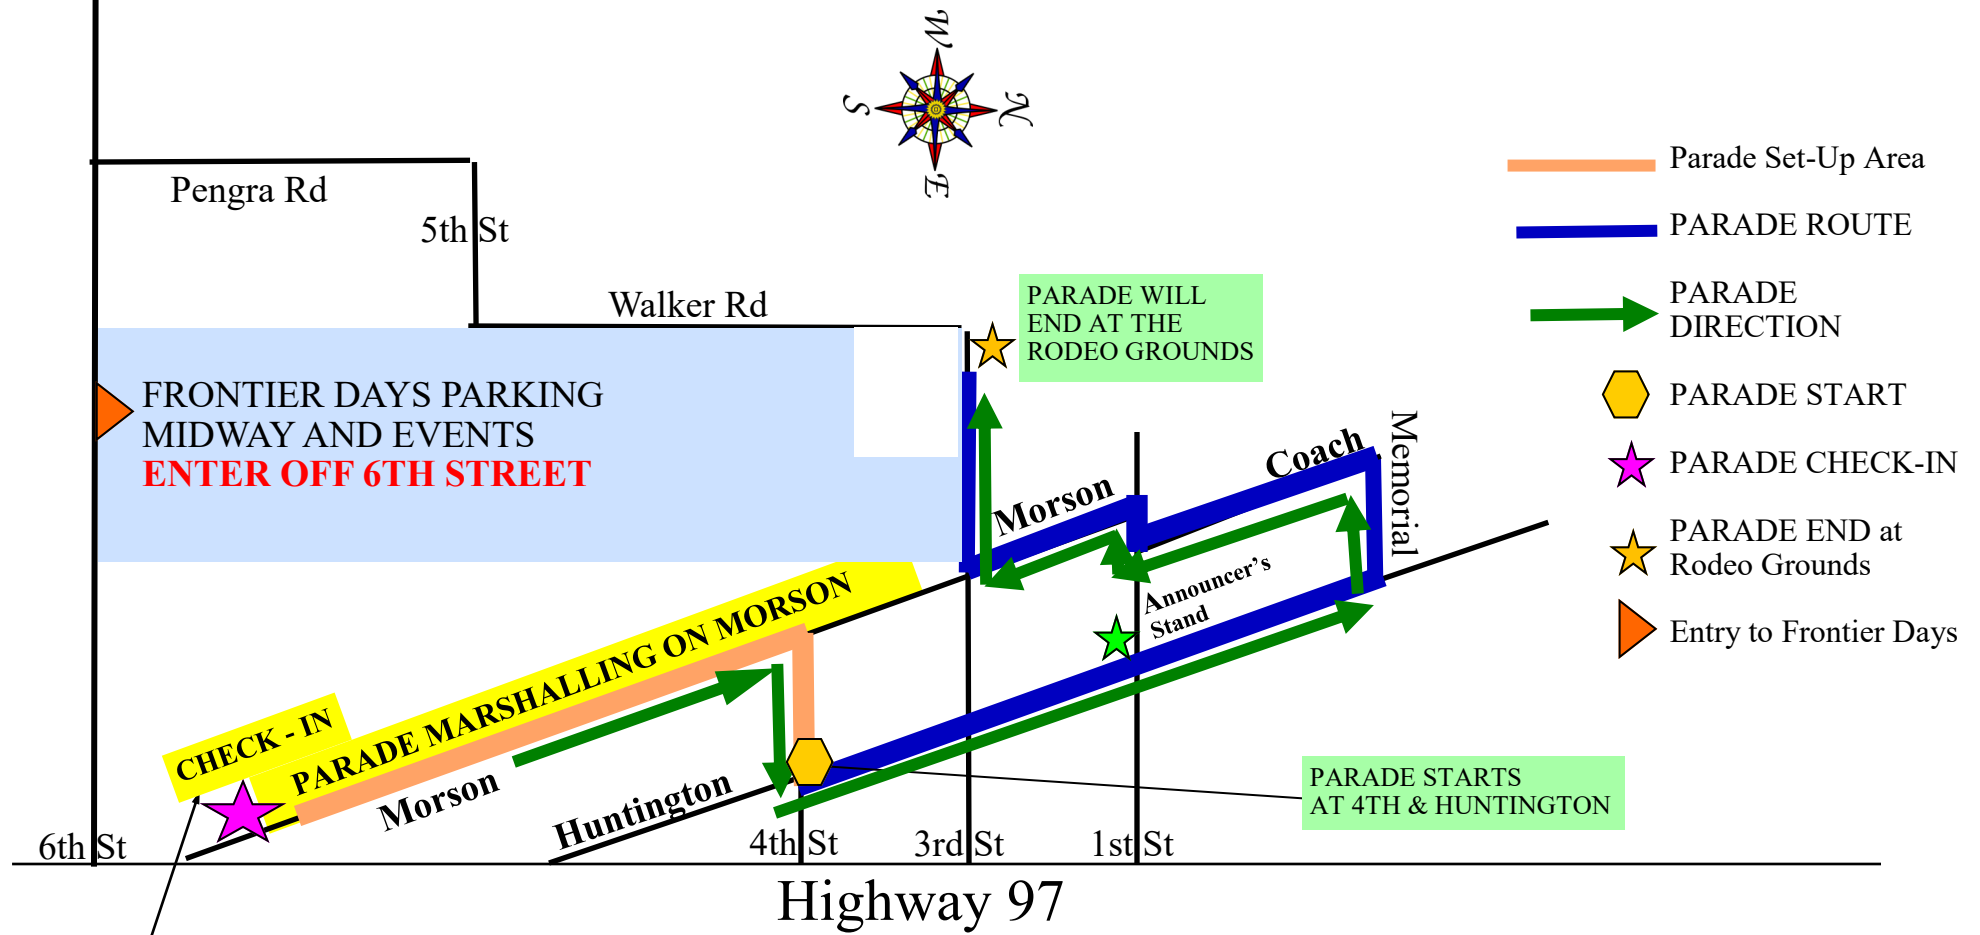 W
S
N
E
Pengra Rd
5th St
Walker Rd
PARADE WILL
END AT THE
RODEO GROUNDS
FRONTIER DAYS PARKING
MIDWAY AND EVENTS
ENTER OFF 6TH STREET
Morson
Coach
Memorial
Announcer's
Stand
PARADE MARSHALLING ON MORSON
CHECK - IN
Morson
Huntington
PARADE STARTS
AT 4TH & HUNTINGTON
6th St
4th St
3rd St
1st St
Highway 97
Parade Set-Up Area
PARADE ROUTE
PARADE
DIRECTION
PARADE START
PARADE CHECK-IN
PARADE END at
Rodeo Grounds
Entry to Frontier Days